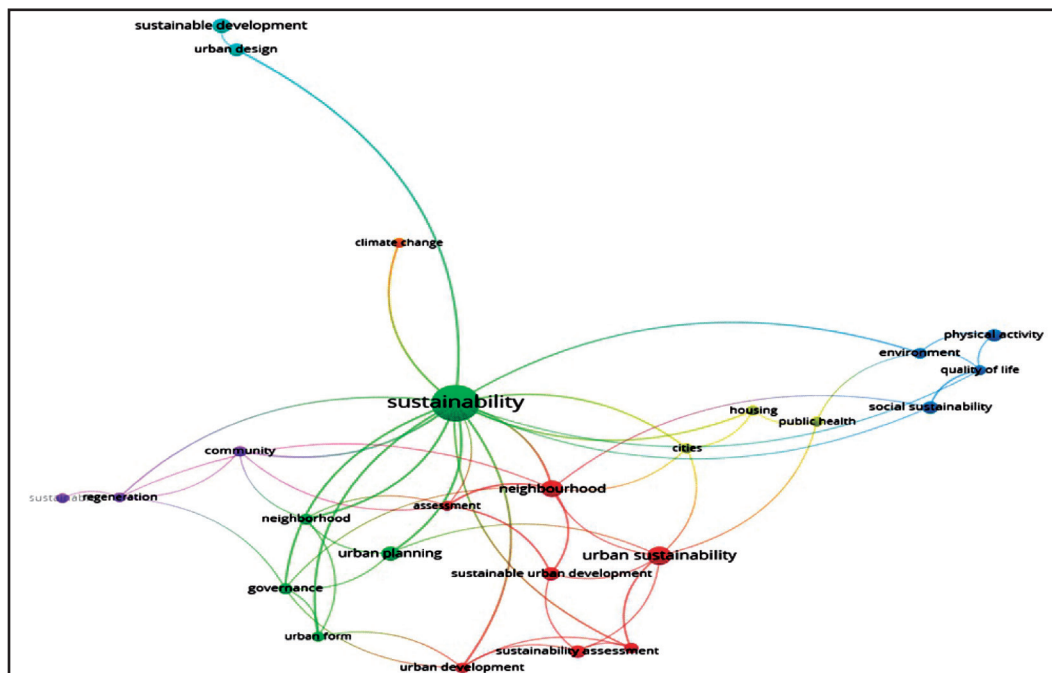 sustainable development
urban design
climate change
physical activity
environment
quality of life
sustainability
housing
social sustainability
public health
community
cities
neighbourhood
regeneration
assessment
neighborhood
urban planning
urban sustainability
sustainable urban development
governance
urban form
sustainability assessment
urban development